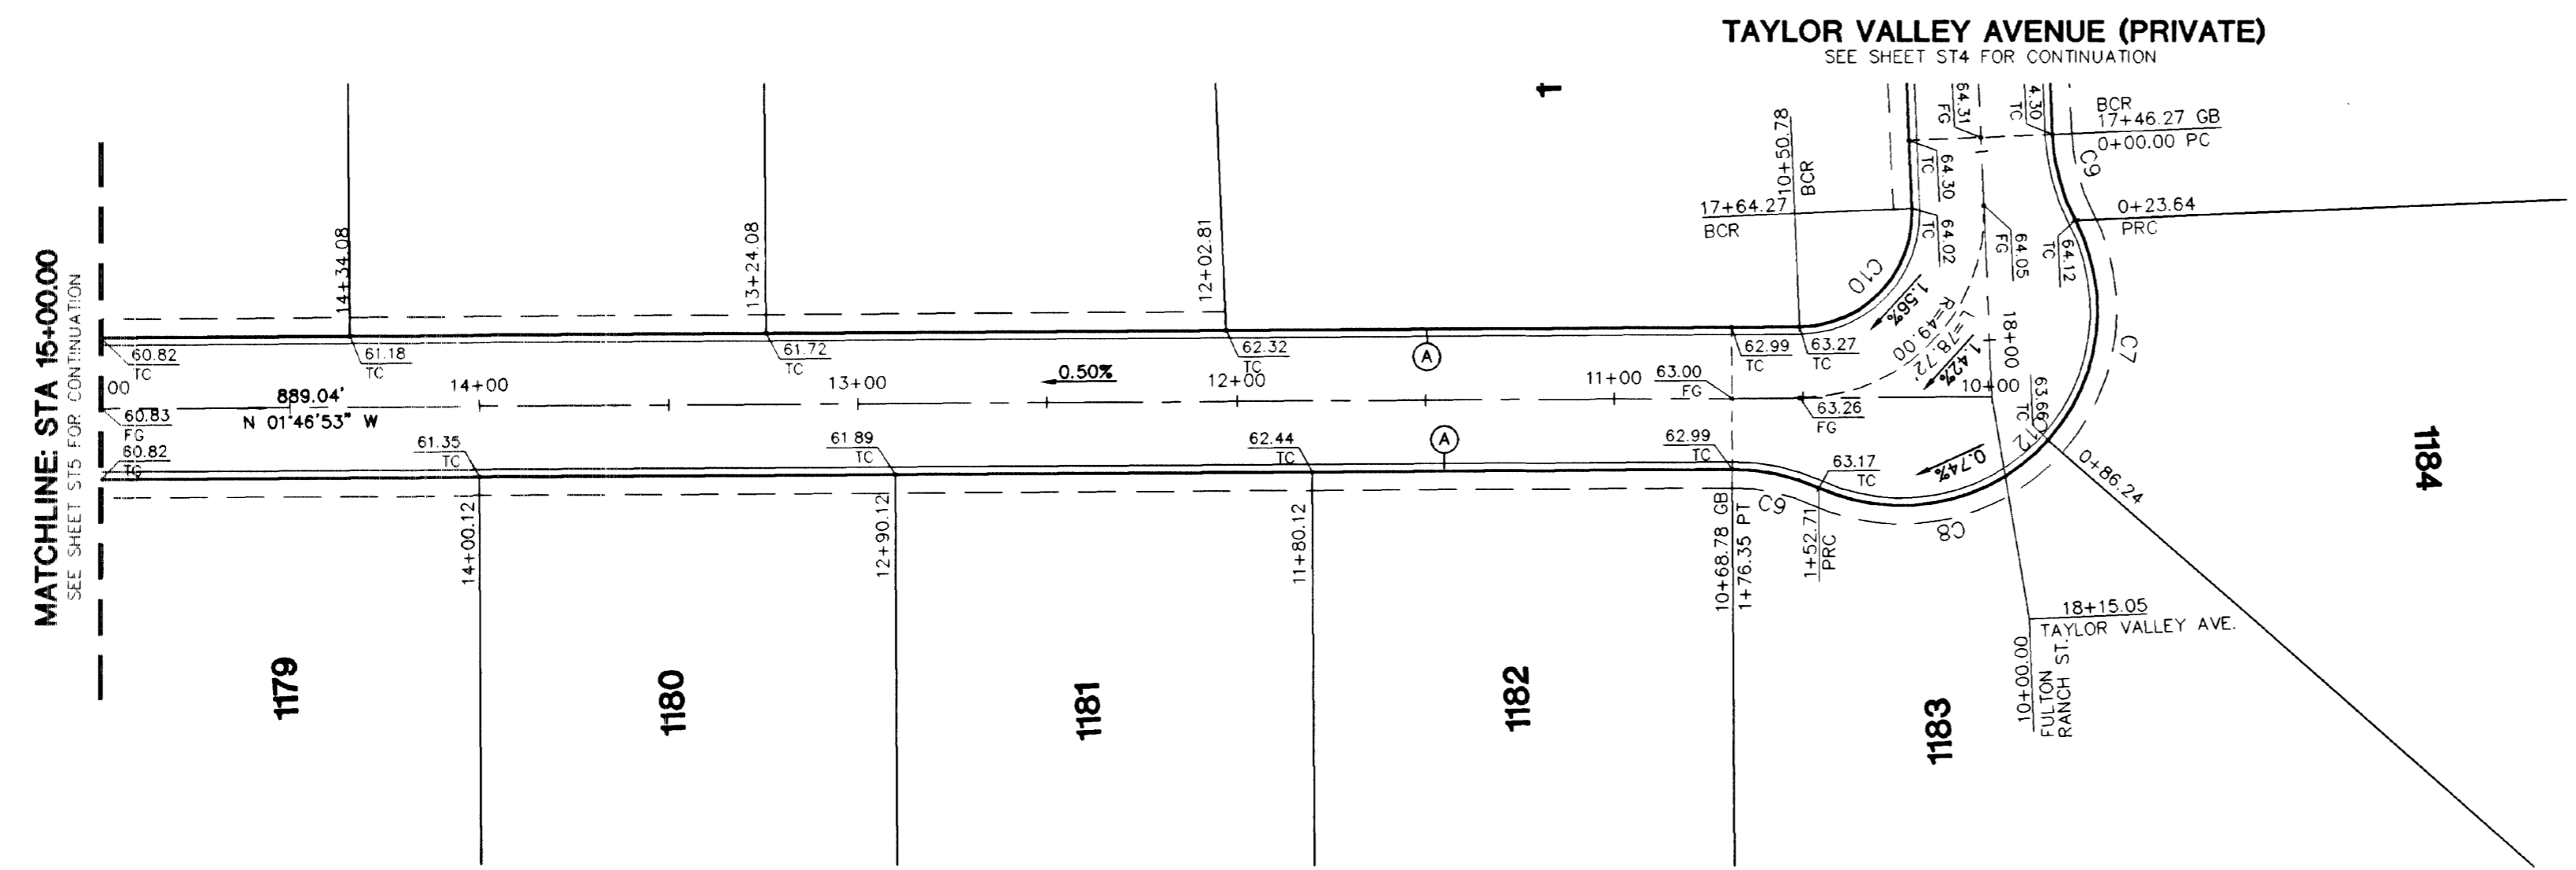 TAYLOR VALLEY AVENUE (PRIVATE)
SEE SHEET ST4 FOR CONTINUATION
MATCHLINE: STA 15+00.00
SEE SHEET ST5 FOR CONTINUATION
14+34.08
13+24.08
12+02.81
1
10+50.78
BCR
17+64.27
BCR
64.31
FG
4.30
TC
BCR
17+46.27 GB
0+00.00 PC
C9
64.30
TC
64.02
TC
64.05
FG
64.12
TC
0+23.64
PRC
C10
1.56%
R=49.00'
L=78.72'
1.42%
18+00
C7
60.82
TC
61.18
TC
61.72
TC
62.32
TC
A
62.99
TC
63.27
TC
00
889.04'
N 01°46'53" W
14+00
13+00
0.50%
12+00
11+00
63.00
FG
63.26
FG
10+00
63.66
TC
C12
60.83
FG
60.82
TC
61.35
TC
61.89
TC
62.44
TC
A
62.99
TC
63.17
TC
0.74%
0+86.24
C9
C8
14+00.12
12+90.12
11+80.12
10+68.78 GB
1+76.35 PT
1+52.71
PRC
18+15.05
TAYLOR VALLEY AVE.
10+00.00
FULTON
RANCH ST.
1179
1180
1181
1182
1183
1184